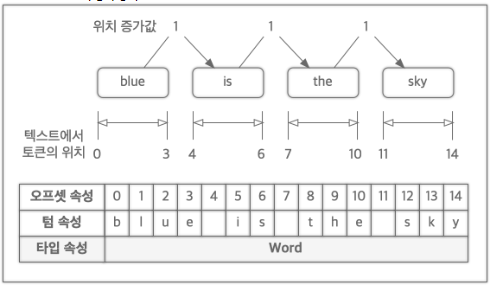 위치 증가값 1 1 1
blue is the sky
텍스트에서
토큰의 위치 0 3 4 6 7 10 11 14
오프셋 속성 0 1 2 3 4 5 6 7 8 9 10 11 12 13 14
텀 속성 b l u e i s t h e s k y
타입 속성 Word